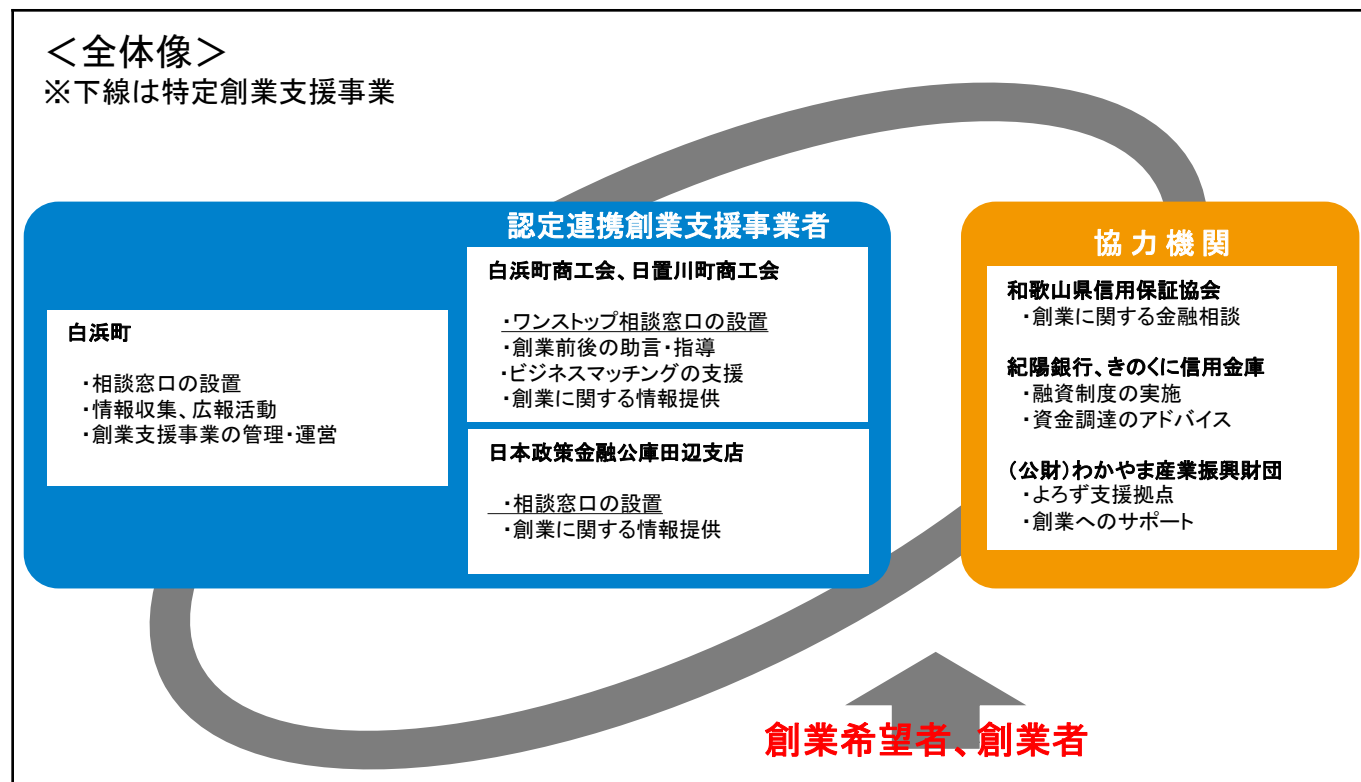 ＜全体像＞
※下線は特定創業支援事業
白浜町
・相談窓口の設置
・情報収集、広報活動
・創業支援事業の管理・運営
認定連携創業支援事業者
白浜町商工会、日置川町商工会
・ワンストップ相談窓口の設置
・創業前後の助言・指導
・ビジネスマッチングの支援
・創業に関する情報提供
日本政策金融公庫田辺支店
・相談窓口の設置
・創業に関する情報提供
協力機関
和歌山県信用保証協会
・創業に関する金融相談
紀陽銀行、きのくに信用金庫
・融資制度の実施
・資金調達のアドバイス
（公財）わかやま産業振興財団
・よろず支援拠点
・創業へのサポート
創業希望者、創業者